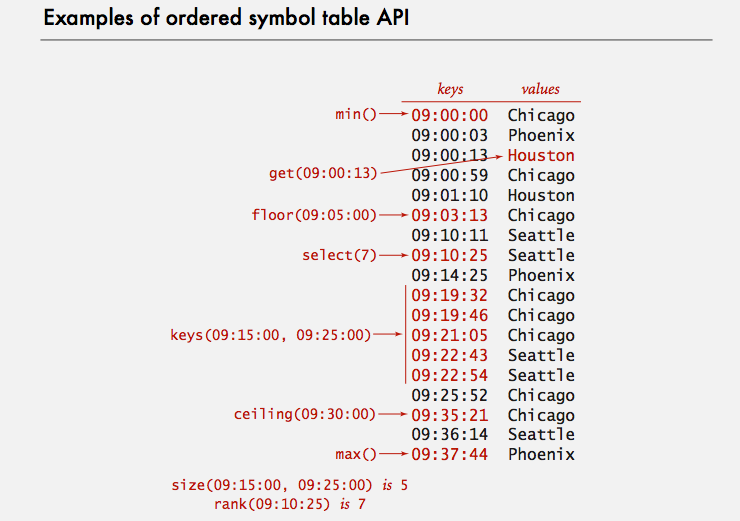 Examples of ordered symbol table API
keys values
min() 09:00:00 Chicago
09:00:03 Phoenix
09:00:13 Houston
get(09:00:13) 09:00:59 Chicago
09:01:10 Houston
floor(09:05:00) 09:03:13 Chicago
09:10:11 Seattle
select(7) 09:10:25 Seattle
09:14:25 Phoenix
09:19:32 Chicago
09:19:46 Chicago
keys(09:15:00, 09:25:00) 09:21:05 Chicago
09:22:43 Seattle
09:22:54 Seattle
09:25:52 Chicago
ceiling(09:30:00) 09:35:21 Chicago
09:36:14 Seattle
max() 09:37:44 Phoenix
size(09:15:00, 09:25:00) is 5
rank(09:10:25) is 7